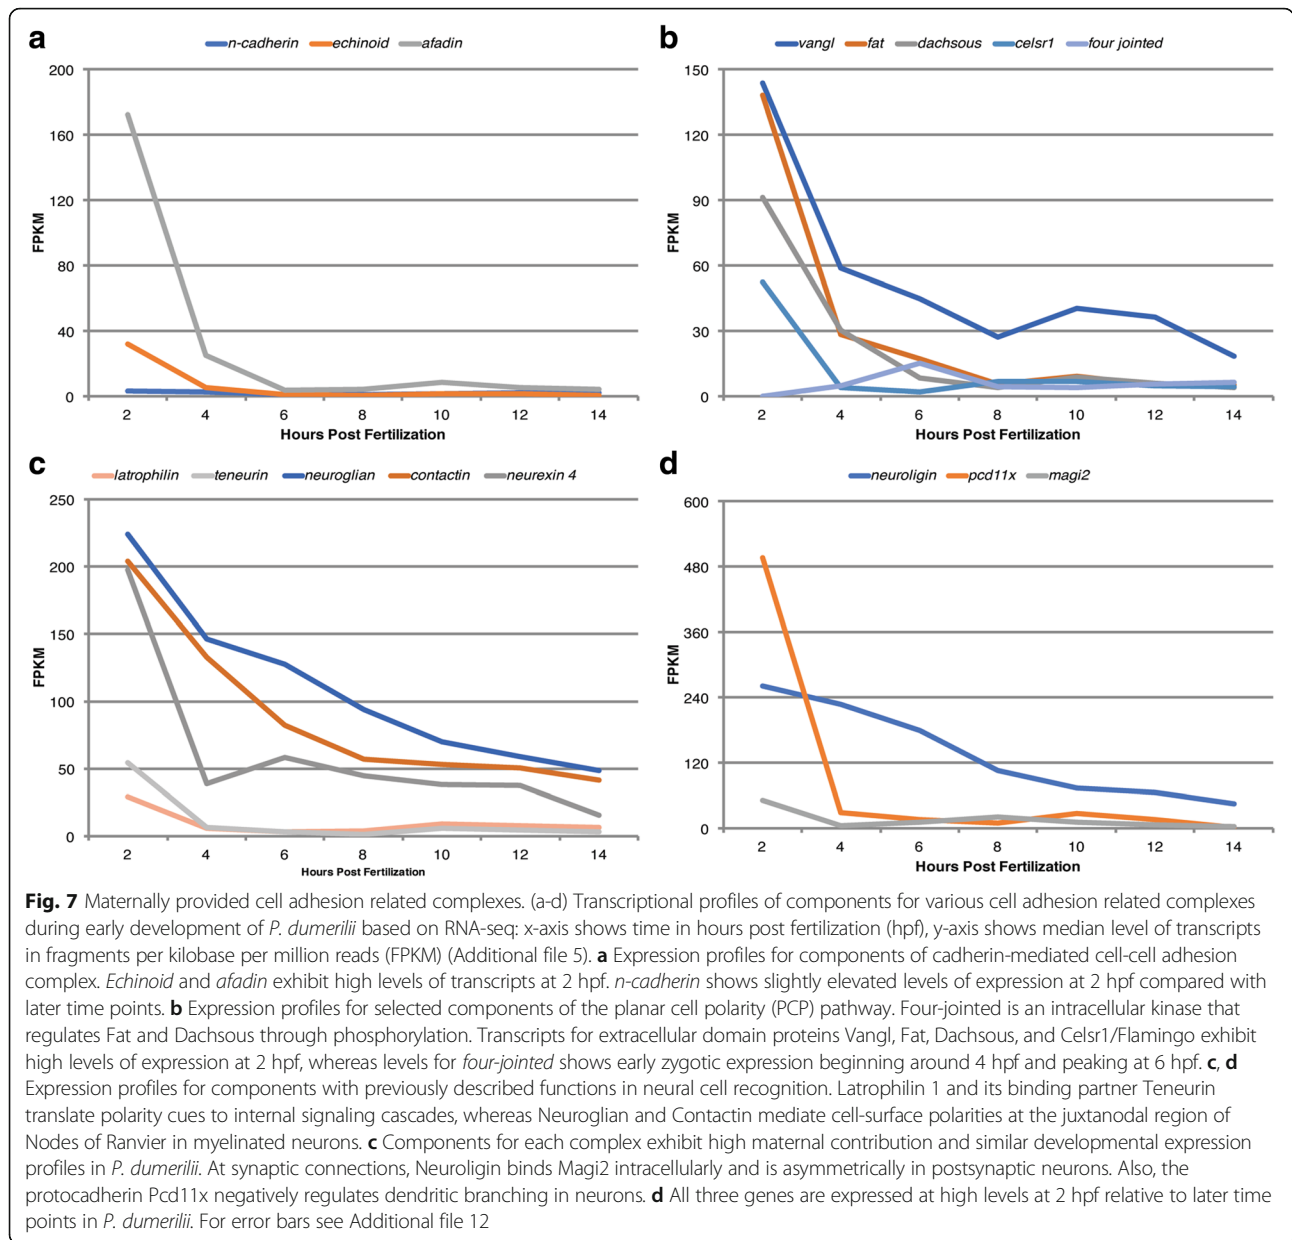 a
n-cadherin echinoid afadin
200
160
120
80
40
0
FPKM
2 4 6 8 10 12 14
Hours Post Fertilization
b
vangl fat dachsous celsr1 four jointed
150
120
90
60
30
0
FPKM
2 4 6 8 10 12 14
Hours Post Fertilization
c
latrophilin teneurin neuroglian contactin neurexin 4
250
200
150
100
50
0
FPKM
2 4 6 8 10 12 14
Hours Post Fertilization
d
neuroligin pcd11x magi2
600
480
360
240
120
0
FPKM
2 4 6 8 10 12 14
Hours Post Fertilization
Fig. 7 Maternally provided cell adhesion related complexes. (a-d) Transcriptional profiles of components for various cell adhesion related complexes
during early development of P. dumerilii based on RNA-seq: x-axis shows time in hours post fertilization (hpf), y-axis shows median level of transcripts
in fragments per kilobase per million reads (FPKM) (Additional file 5). a Expression profiles for components of cadherin-mediated cell-cell adhesion
complex. Echinoid and afadin exhibit high levels of transcripts at 2 hpf. n-cadherin shows slightly elevated levels of expression at 2 hpf compared with
later time points. b Expression profiles for selected components of the planar cell polarity (PCP) pathway. Four-jointed is an intracellular kinase that
regulates Fat and Dachsous through phosphorylation. Transcripts for extracellular domain proteins Vangl, Fat, Dachsous, and Celsr1/Flamingo exhibit
high levels of expression at 2 hpf, whereas levels for four-jointed shows early zygotic expression beginning around 4 hpf and peaking at 6 hpf. c, d
Expression profiles for components with previously described functions in neural cell recognition. Latrophilin 1 and its binding partner Teneurin
translate polarity cues to internal signaling cascades, whereas Neuroglian and Contactin mediate cell-surface polarities at the juxtanodal region of
Nodes of Ranvier in myelinated neurons. c Components for each complex exhibit high maternal contribution and similar developmental expression
profiles in P. dumerilii. At synaptic connections, Neuroligin binds Magi2 intracellularly and is asymmetrically in postsynaptic neurons. Also, the
protocadherin Pcd11x negatively regulates dendritic branching in neurons. d All three genes are expressed at high levels at 2 hpf relative to later time
points in P. dumerilii. For error bars see Additional file 12